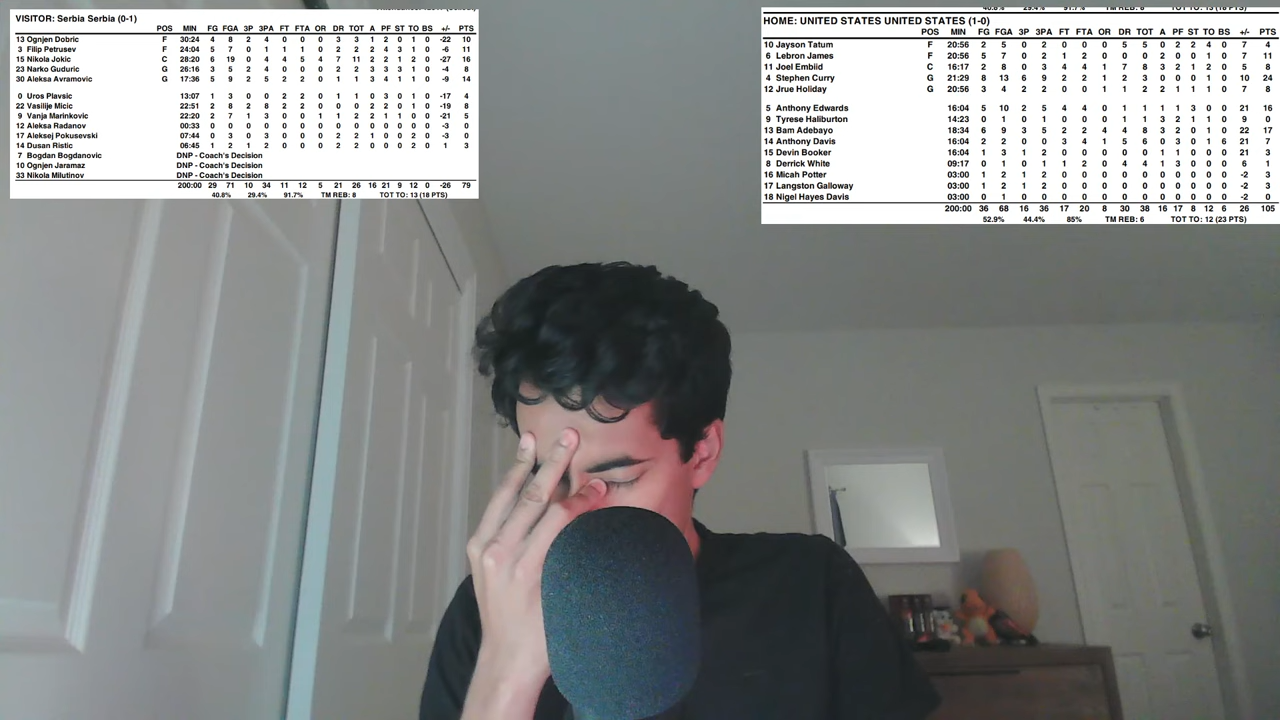 VISITOR: Serbia Serbia (0-1)
POS MIN FG FGA 3P 3PA FT FTA OR DR TOT A PF ST TO BS +/- PTS
13 Ognjen Dobric F 30:24 4 8 2 4 0 0 0 3 3 1 2 0 1 0 -22 10
3 Filip Petrusev F 24:04 5 7 0 1 1 1 0 2 2 2 4 3 1 0 -6 11
15 Nikola Jokic C 28:20 6 19 0 4 4 5 4 7 11 2 2 1 2 0 -27 16
23 Narko Guduric G 26:16 3 5 2 4 0 0 0 2 2 3 3 3 1 0 -4 8
30 Aleksa Avramovic G 17:36 5 9 2 5 2 2 0 1 1 3 4 1 1 0 -9 14
0 Uros Plavsic 13:07 1 3 0 0 2 2 0 1 1 0 3 0 1 0 -17 4
22 Vasilije Micic 22:51 2 8 2 8 2 2 0 0 0 2 0 0 2 0 -19 8
9 Vanja Marinkovic 22:20 2 7 1 3 0 0 1 1 2 2 2 1 0 0 -21 5
12 Aleksa Radanov 00:33 0 0 0 0 0 0 0 0 0 0 0 0 0 0 -3 0
17 Aleksej Pokusevski 07:44 0 3 0 3 0 0 0 2 2 1 0 0 1 0 -3 0
14 Dusan Ristic 06:45 1 2 1 2 0 0 0 0 0 0 1 0 2 0 1 3
7 Bogdan Bogdanovic DNP - Coach's Decision
10 Ognjen Jaramaz DNP - Coach's Decision
33 Nikola Milutinov DNP - Coach's Decision
200:00 29 71 10 34 11 12 5 21 26 16 21 9 12 0 -26 79
40.8% 29.4% 91.7% TM REB: 8 TOT TO: 13 (18 PTS)
40.8% 29.4% 91.7% TM REB: 8 TOT TO: 13 (18 PTS)
HOME: UNITED STATES UNITED STATES (1-0)
POS MIN FG FGA 3P 3PA FT FTA OR DR TOT A PF ST TO BS +/- PTS
10 Jayson Tatum F 20:56 2 5 0 2 0 0 0 5 5 0 2 2 4 0 7 4
6 Lebron James F 20:56 5 7 0 2 1 2 0 0 0 2 0 0 1 0 7 11
11 Joel Embiid C 16:17 2 8 0 3 4 4 1 7 8 3 2 1 2 0 5 8
4 Stephen Curry G 21:29 8 13 6 9 2 2 1 2 3 0 0 3 0 0 10 24
12 Jrue Holiday G 20:56 3 4 2 2 0 0 1 1 2 2 1 1 1 0 7 8
5 Anthony Edwards 16:04 5 10 2 5 4 4 0 1 1 1 1 3 0 0 21 16
9 Tyrese Haliburton 14:23 0 1 0 1 0 0 0 1 1 3 2 1 1 0 9 0
13 Bam Adebayo 18:34 6 9 3 5 2 2 4 4 8 3 2 0 1 0 22 17
14 Anthony Davis 16:04 2 2 0 0 3 4 1 5 6 0 3 0 1 6 21 7
15 Devin Booker 16:04 1 3 1 2 0 0 0 0 0 1 1 0 0 0 21 3
8 Derrick White 09:17 0 1 0 1 1 2 0 4 4 1 3 0 0 0 6 1
16 Micah Potter 03:00 1 2 1 2 0 0 0 0 0 0 0 0 0 0 -2 3
17 Langston Galloway 03:00 1 2 1 2 0 0 0 0 0 0 0 0 0 0 -2 3
18 Nigel Hayes Davis 03:00 0 1 0 0 0 0 0 0 0 0 0 0 1 0 -2 0
200:00 36 68 16 36 17 20 8 30 38 16 17 8 12 6 26 105
52.9% 44.4% 85% TM REB: 6 TOT TO: 12 (23 PTS)